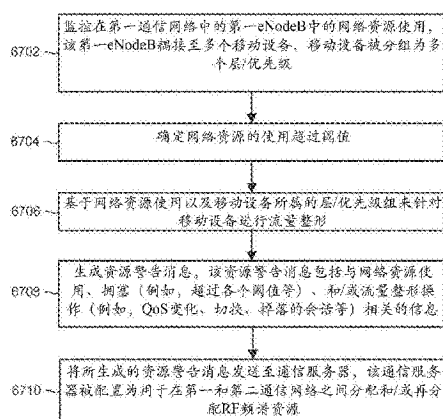 6702
监控在第一通信网络中的第一eNodeB中的网络资源使用，
该第一eNodeB耦接至多个移动设备、移动设备被分组为多
个层/优先级
6704
确定网络资源的使用超过阈值
6706
基于网络资源使用以及移动设备所属的层/优先级组来针对
移动设备进行流量整形
6708
生成资源警告消息，该资源警告消息包括与网络资源使
用、拥塞（例如，超过各个阈值等）、和/或流量整形操
作（例如，QoS变化、切换、掉落的会话等）相关的信息
6710
将所生成的资源警告消息发送至通信服务器，该通信服务
器被配置为用于在第一和第二通信网络之间分配和/或再分
配RF频谱资源